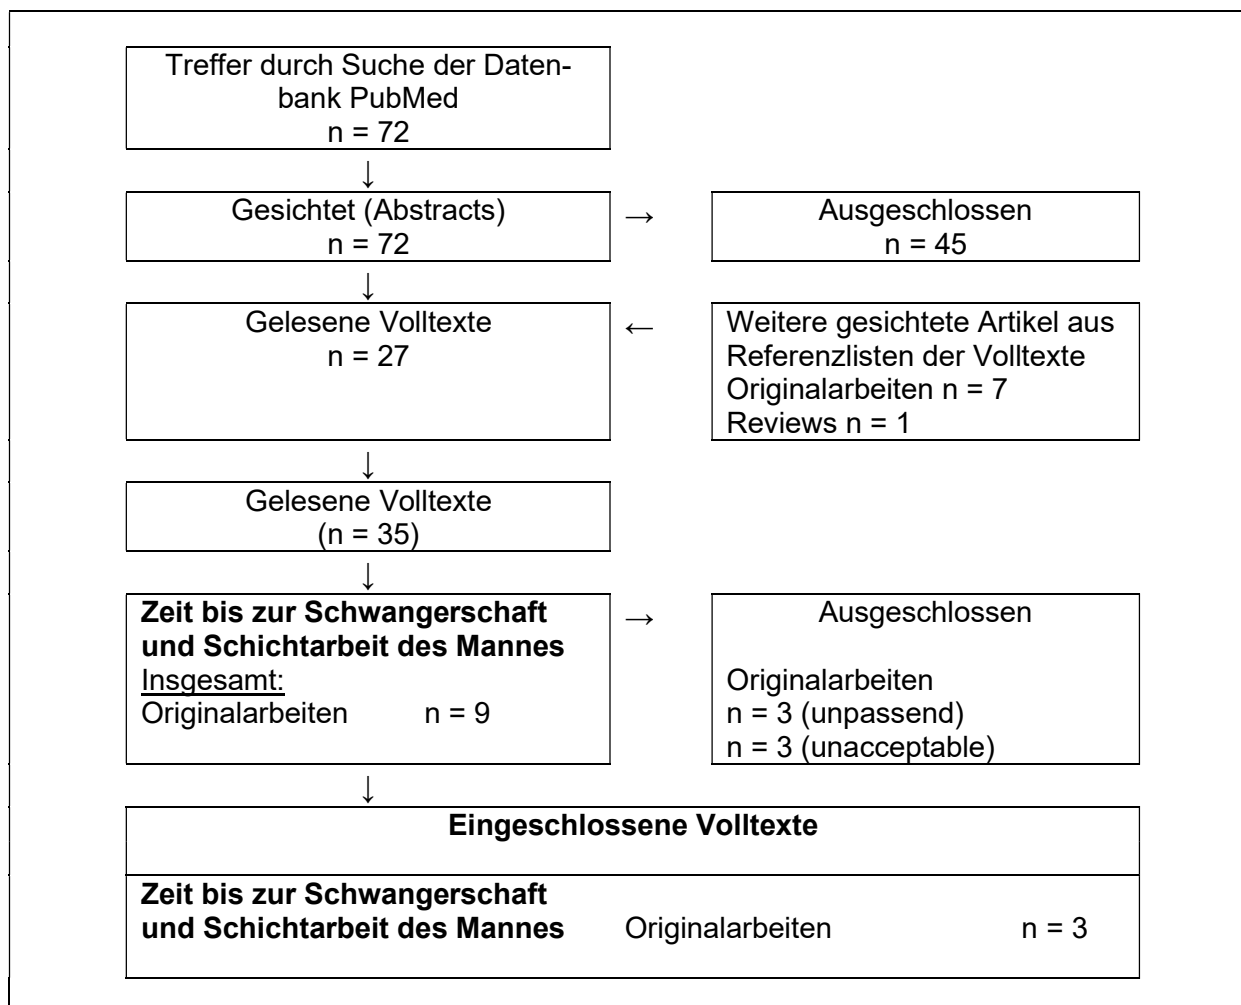 Treffer durch Suche der Daten-
bank PubMed
n = 72
↓
Gesichtet (Abstracts)
n = 72
→
Ausgeschlossen
n = 45
↓
Gelesene Volltexte
n = 27
←
Weitere gesichtete Artikel aus
Referenzlisten der Volltexte
Originalarbeiten n = 7
Reviews n = 1
↓
Gelesene Volltexte
(n = 35)
↓
Zeit bis zur Schwangerschaft
und Schichtarbeit des Mannes
Insgesamt:
Originalarbeiten n = 9
→
Ausgeschlossen
Originalarbeiten
n = 3 (unpassend)
n = 3 (unacceptable)
↓
Eingeschlossene Volltexte
Zeit bis zur Schwangerschaft
und Schichtarbeit des Mannes Originalarbeiten n = 3